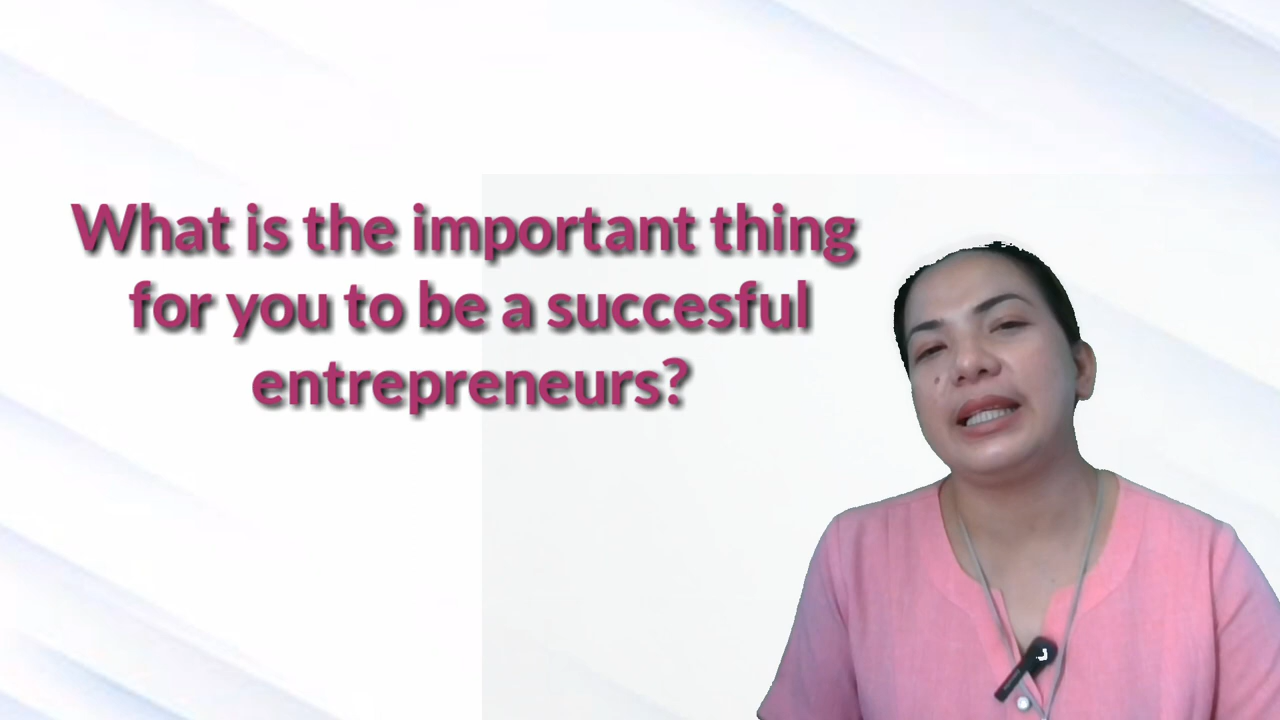 What is the important thing
for you to be a succesful
entrepreneurs?